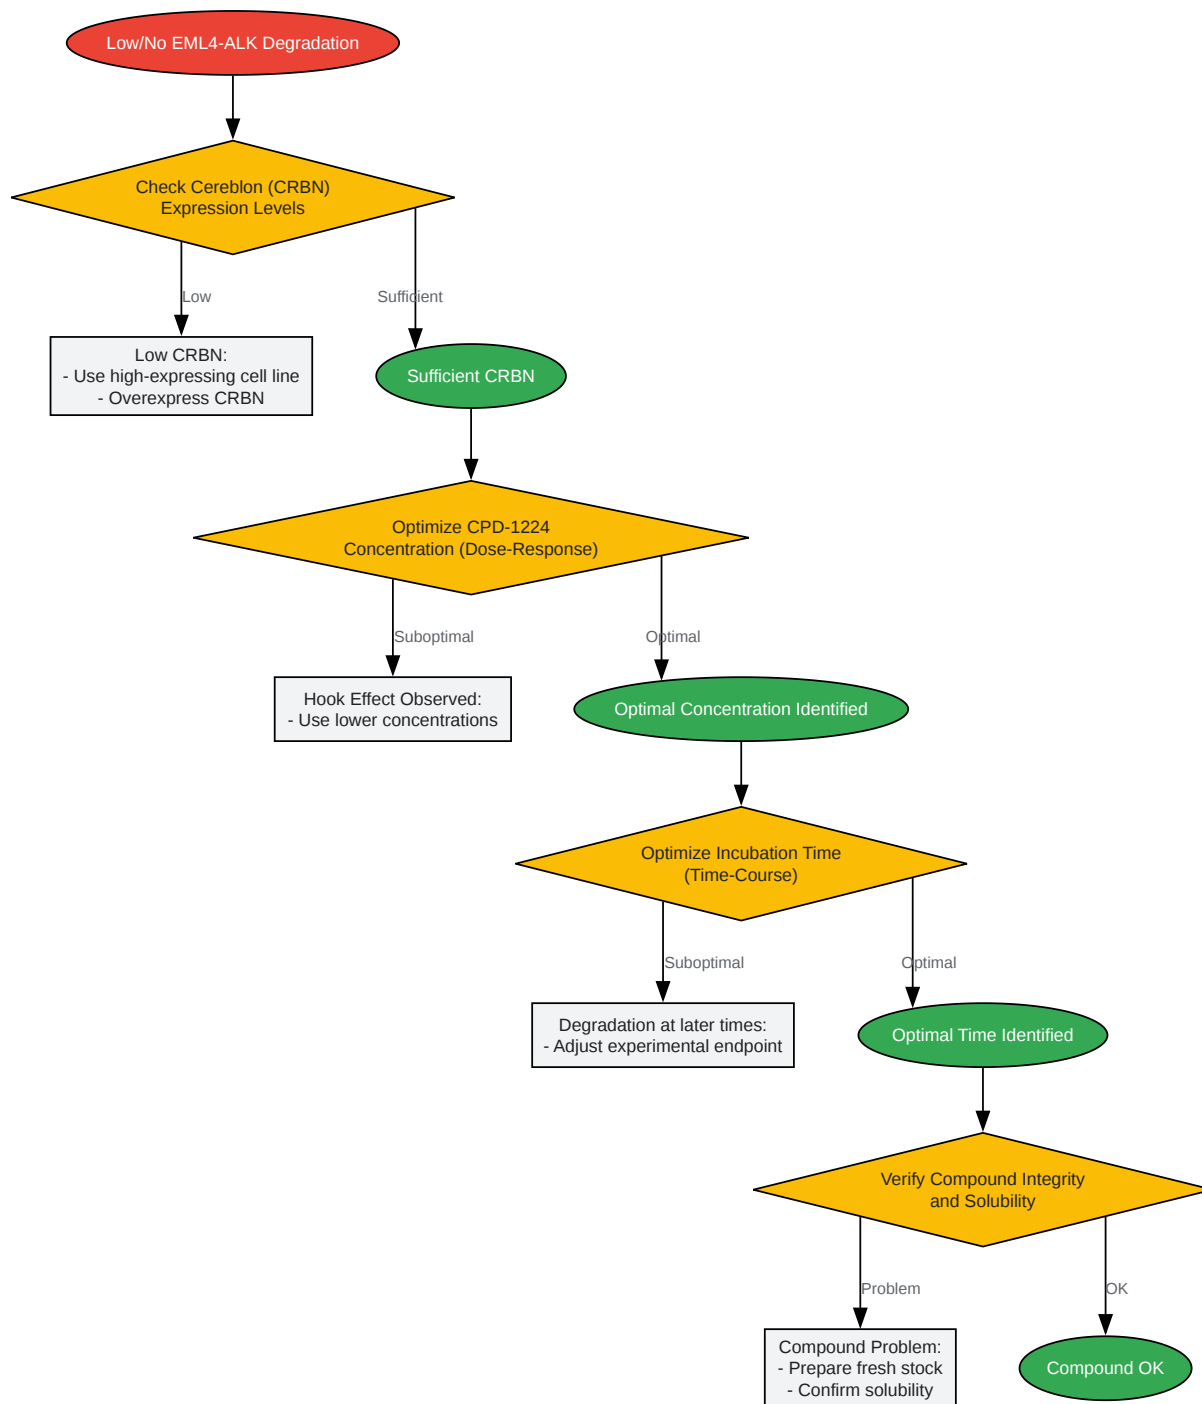 Low/No EML4-ALK Degradation
Check Cereblon (CRBN)
Expression Levels
Low
Sufficient
Low CRBN:
- Use high-expressing cell line
- Overexpress CRBN
Sufficient CRBN
Optimize CPD-1224
Concentration (Dose-Response)
Suboptimal
Optimal
Hook Effect Observed:
- Use lower concentrations
Optimal Concentration Identified
Optimize Incubation Time
(Time-Course)
Suboptimal
Optimal
Degradation at later times:
- Adjust experimental endpoint
Optimal Time Identified
Verify Compound Integrity
and Solubility
Problem
OK
Compound Problem:
- Prepare fresh stock
- Confirm solubility
Compound OK